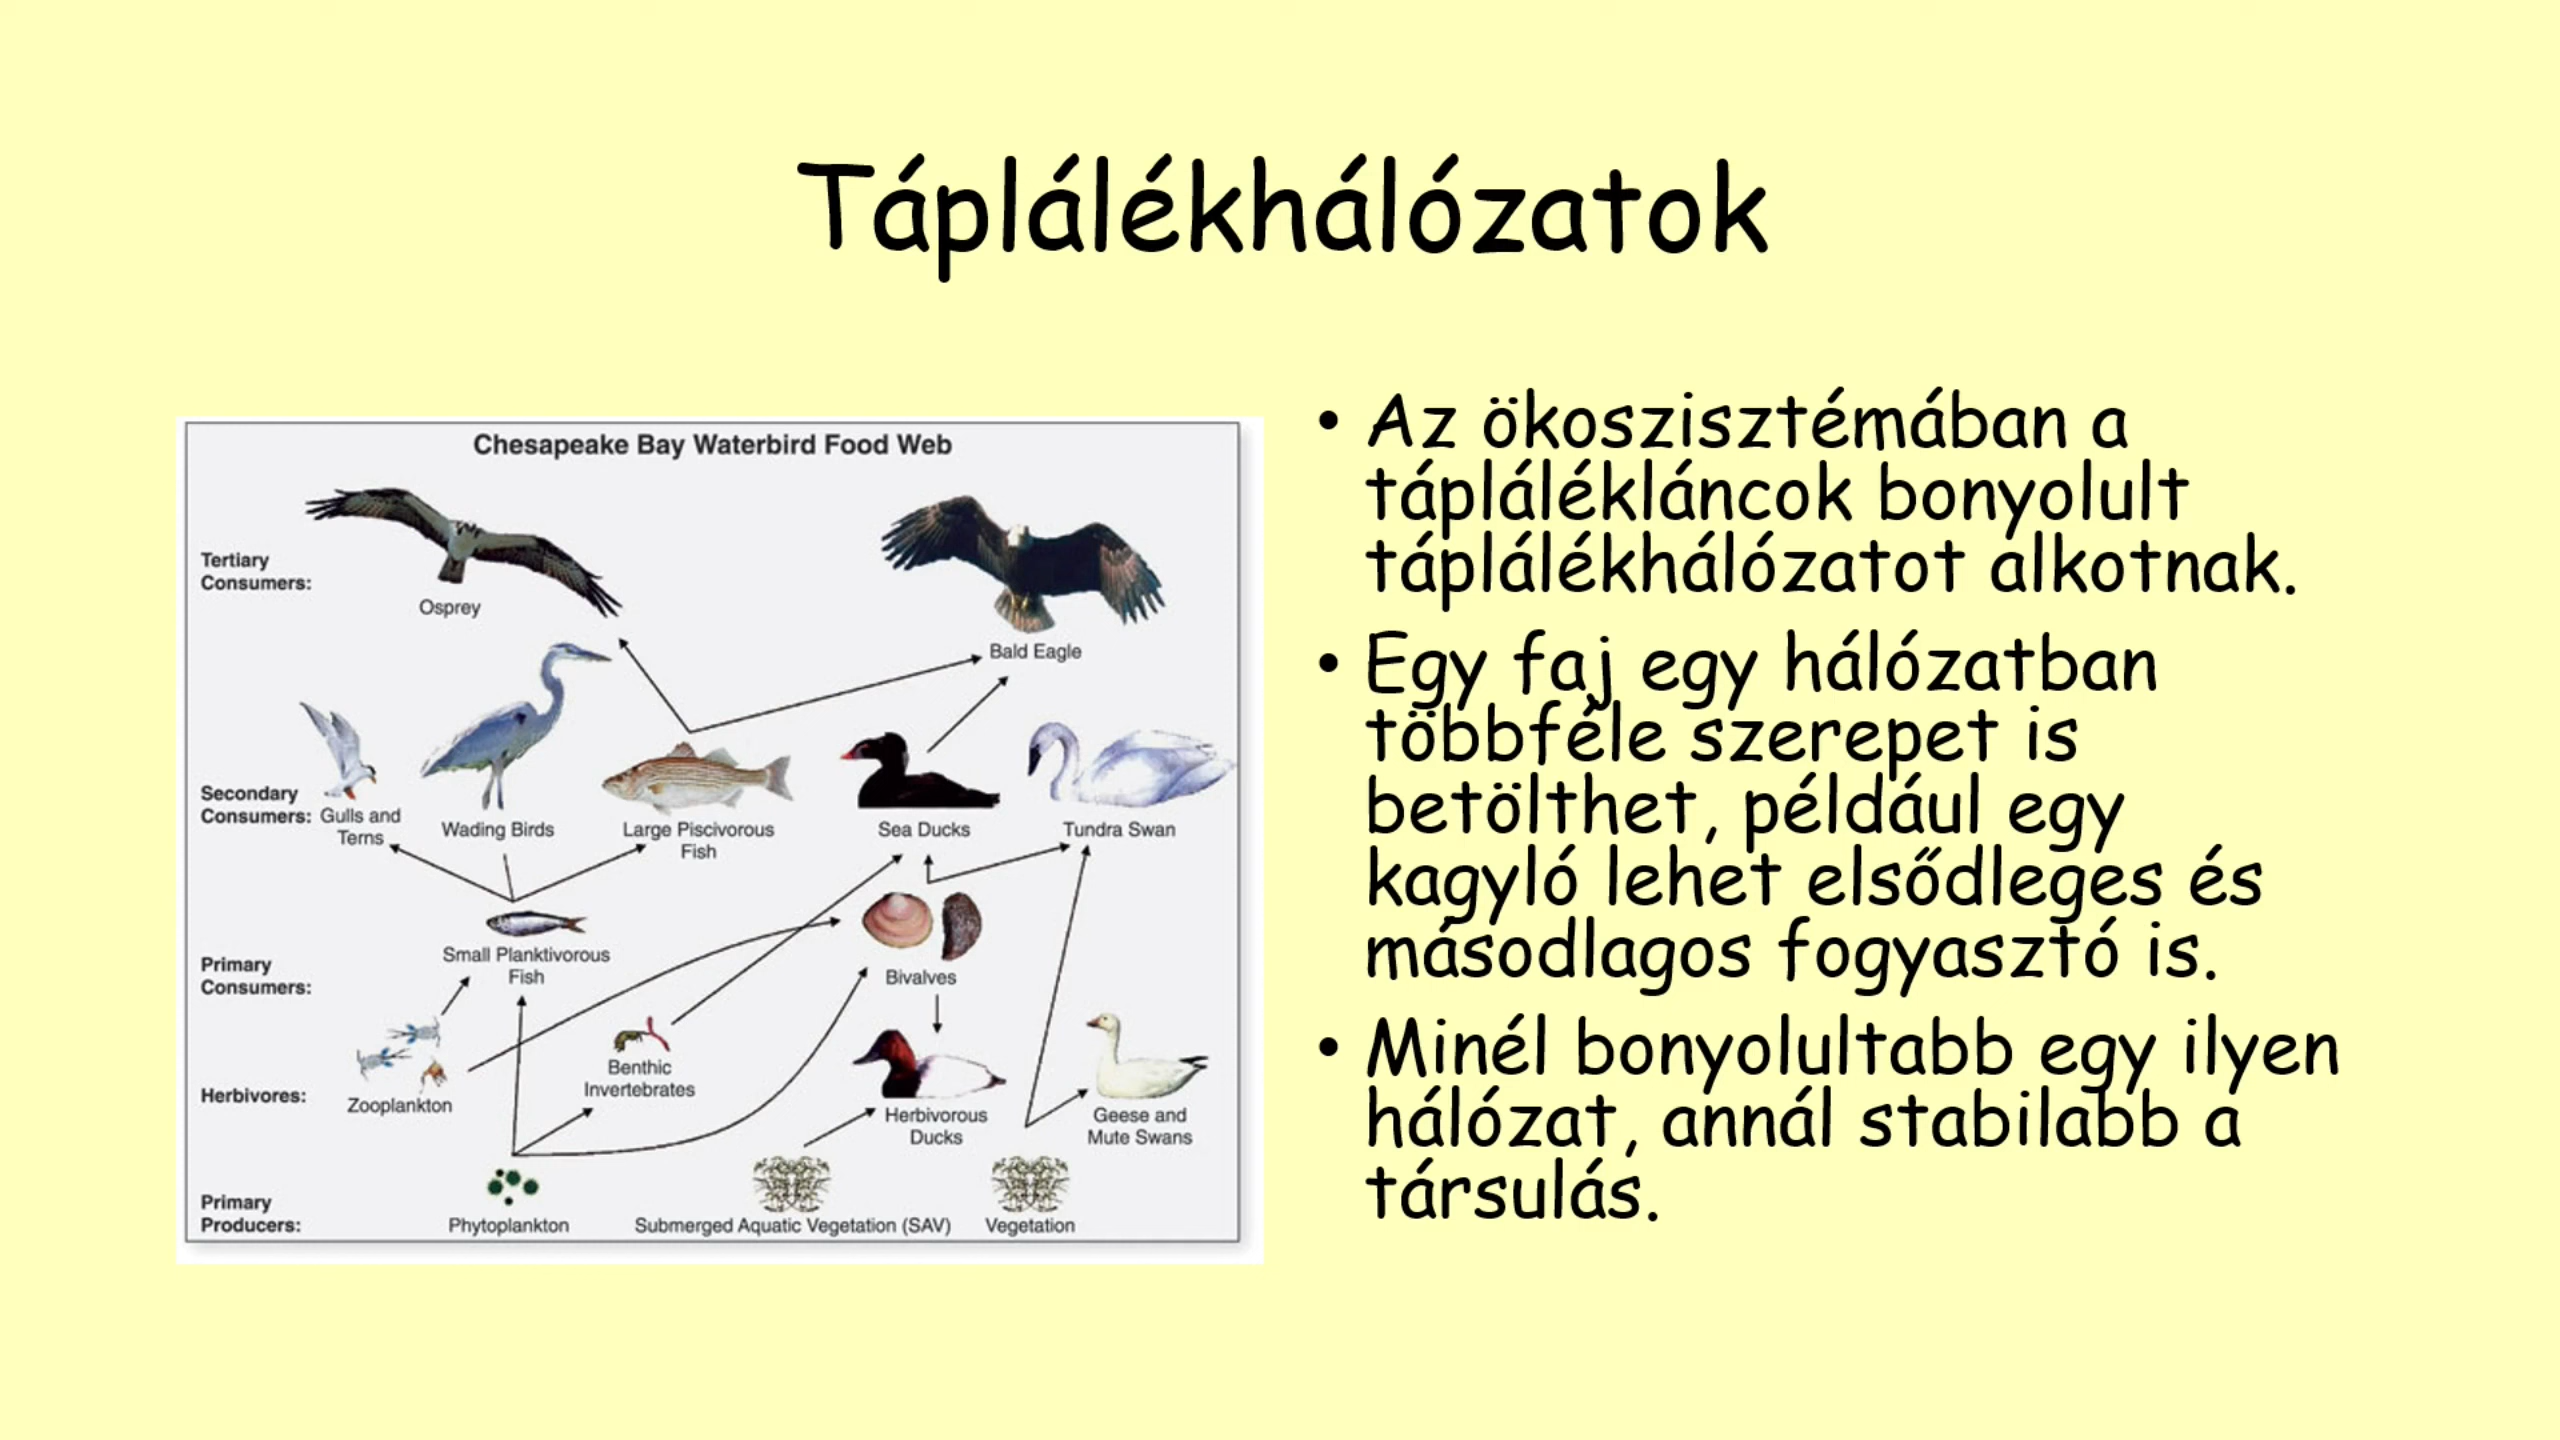 Táplálékhálózatok
Chesapeake Bay Waterbird Food Web
Tertiary
Consumers:
Osprey
Bald Eagle
Secondary
Consumers:
Gulls and
Terns
Wading Birds
Large Piscivorous
Fish
Sea Ducks
Tundra Swan
Primary
Consumers:
Small Planktivorous
Fish
Bivalves
Herbivores:
Zooplankton
Benthic
Invertebrates
Herbivorous
Ducks
Geese and
Mute Swans
Primary
Producers:
Phytoplankton
Submerged Aquatic Vegetation (SAV)
Vegetation
• Az ökoszisztémában a
táplálékláncok bonyolult
táplálékhálózatot alkotnak.
• Egy faj egy hálózatban
többféle szerepet is
betölthet, például egy
kagyló lehet elsődleges és
másodlagos fogyasztó is.
• Minél bonyolultabb egy ilyen
hálózat, annál stabilabb a
társulás.